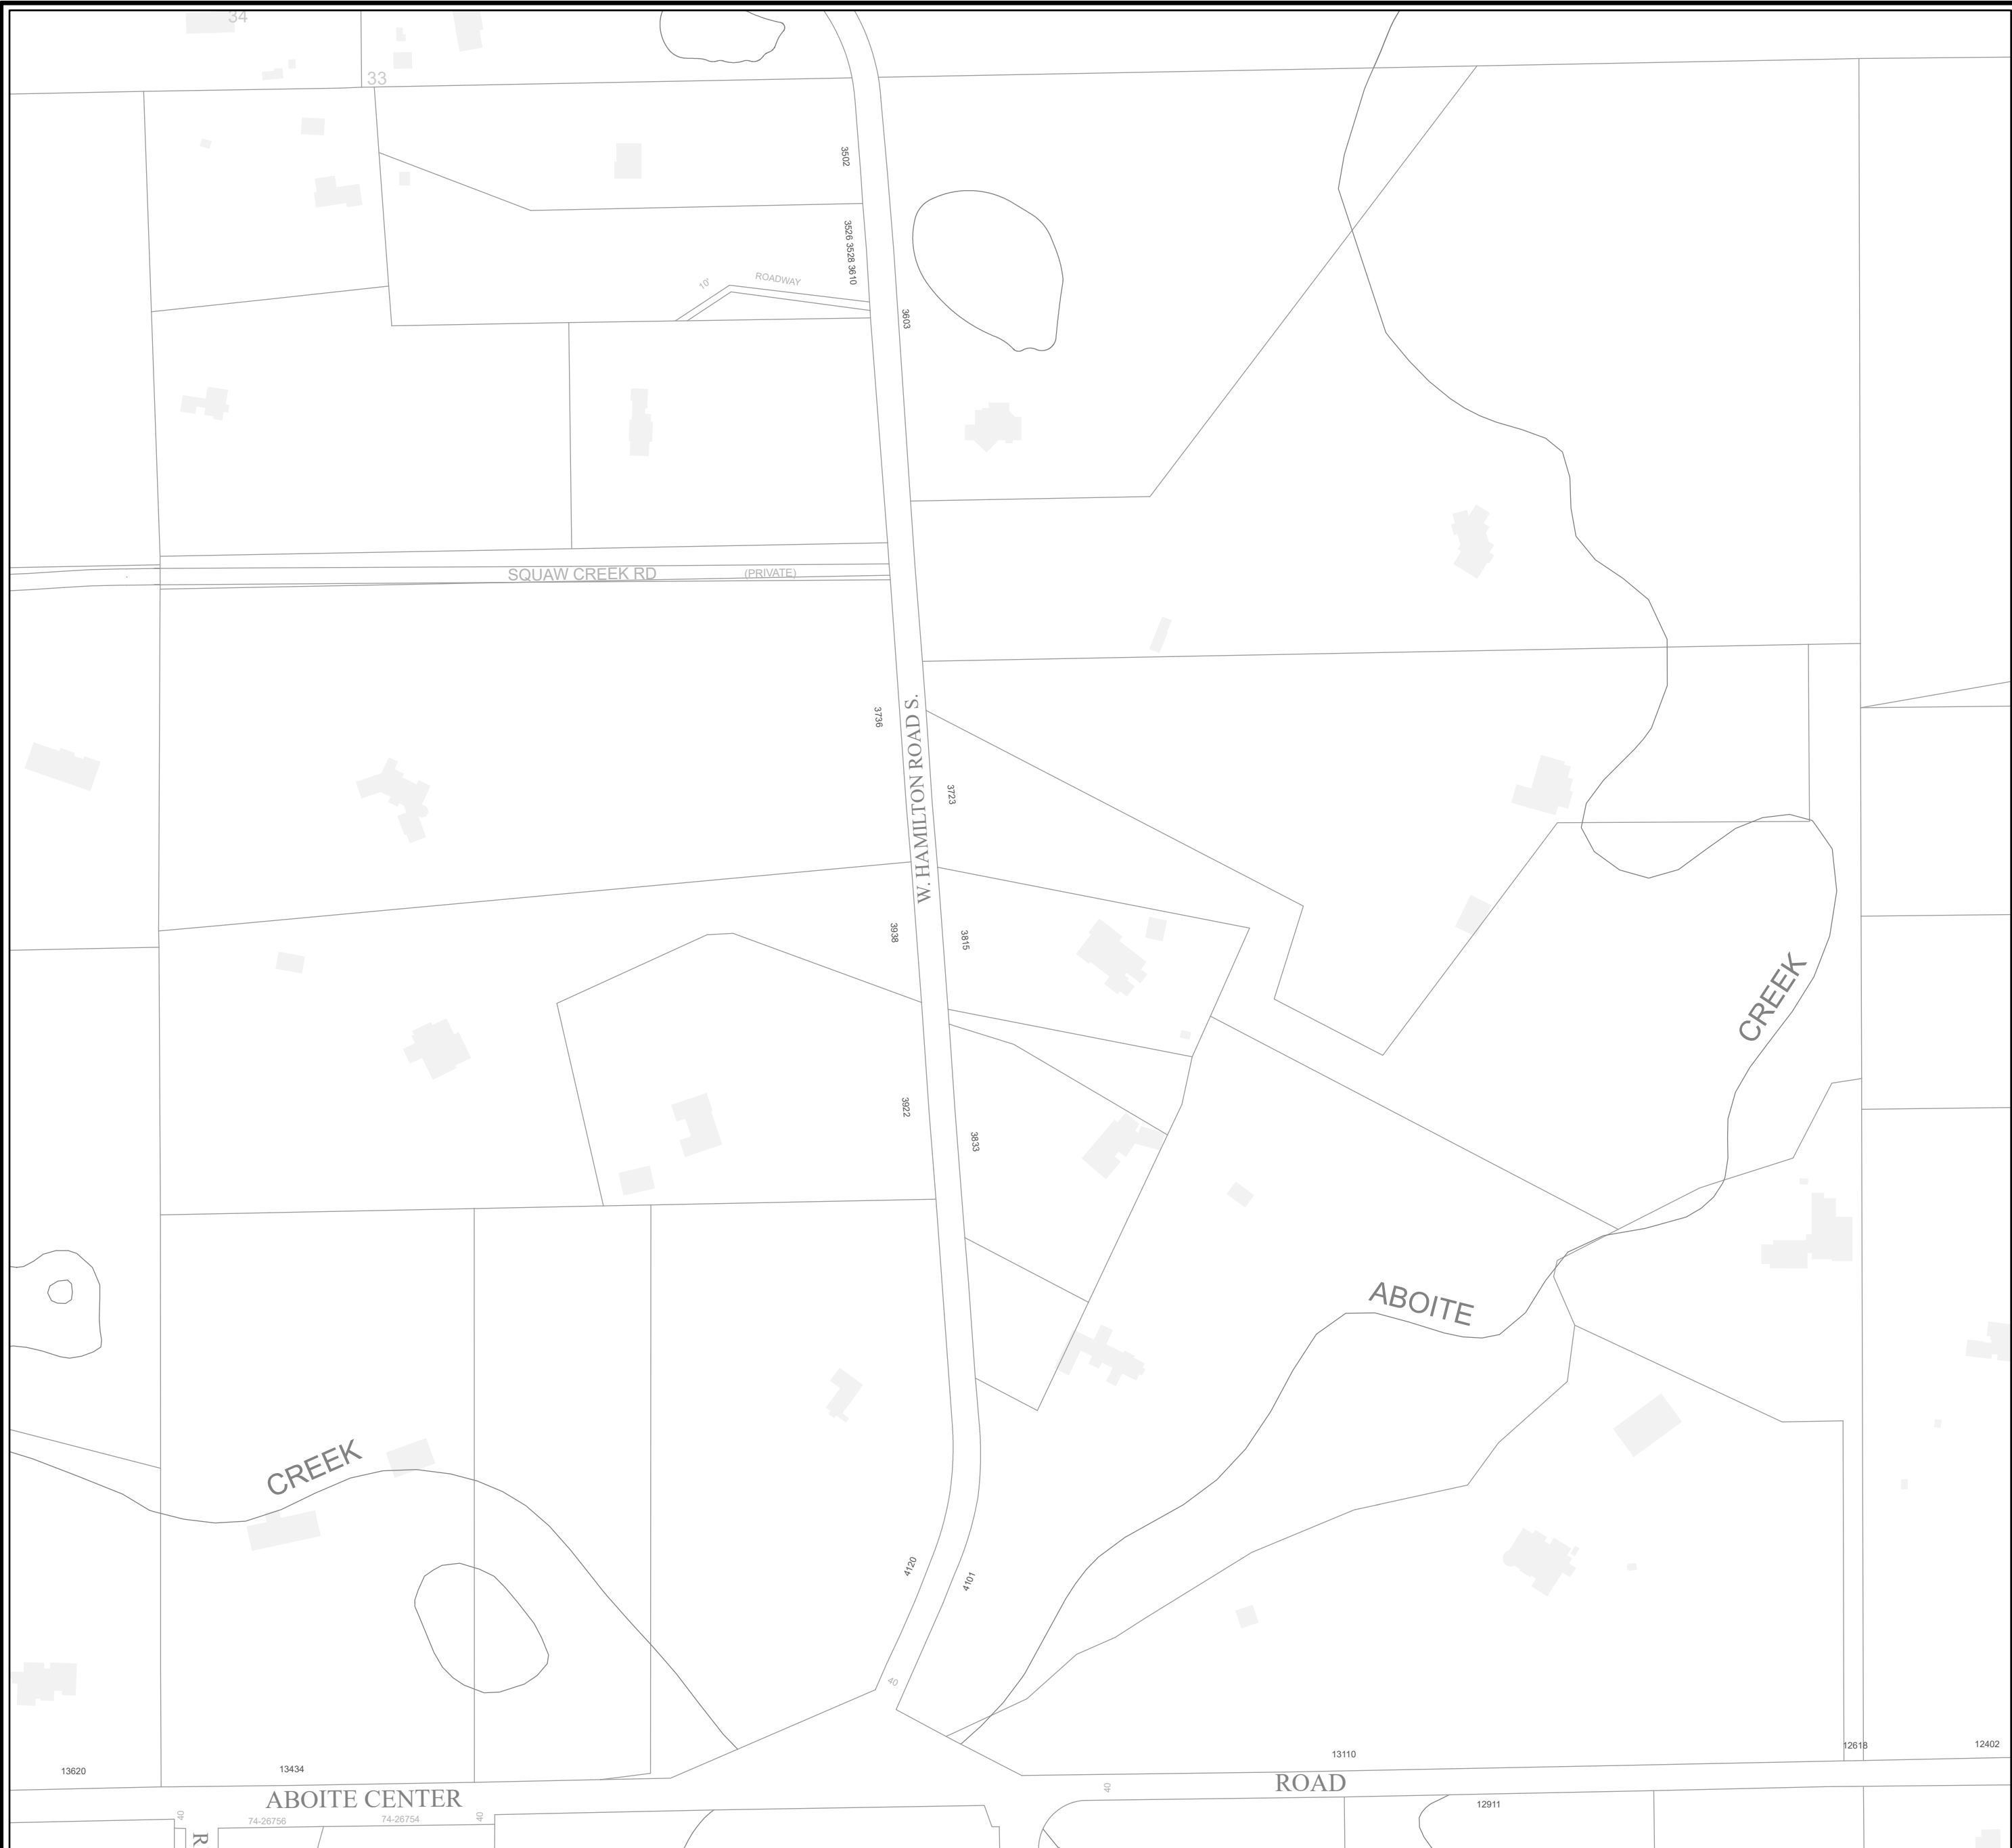 34
33
3502
3526 3528 3610
10'
ROADWAY
3603
SQUAW CREEK RD
(PRIVATE)
3736
W. HAMILTON ROAD S.
3723
3938
3815
CREEK
3922
3833
ABOITE
CREEK
4120
4101
40
13110
12618
12402
13620
13434
ROAD
40
ABOITE CENTER
40
74-26756
74-26754
40
12911
R